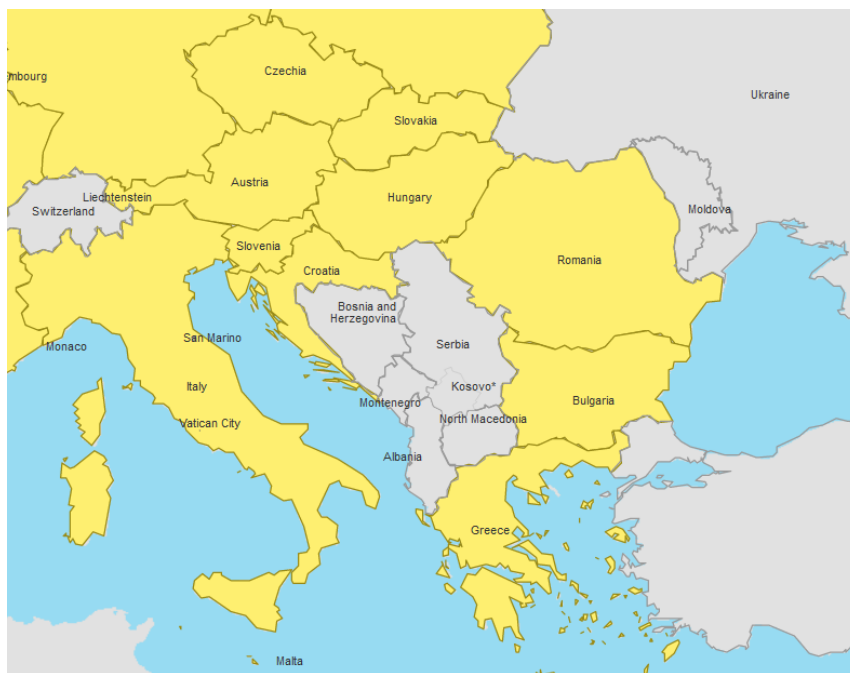 Czechia
embourg
Ukraine
Slovakia
Austria
Liechtenstein
Hungary
Switzerland
Moldova
Slovenia
Romania
Croatia
Bosnia and
Herzegovina
San Marino
Serbia
Monaco
Italy
Kosovo*
Montenegro
Bulgaria
Vatican City
North Macedonia
Albania
Greece
Malta